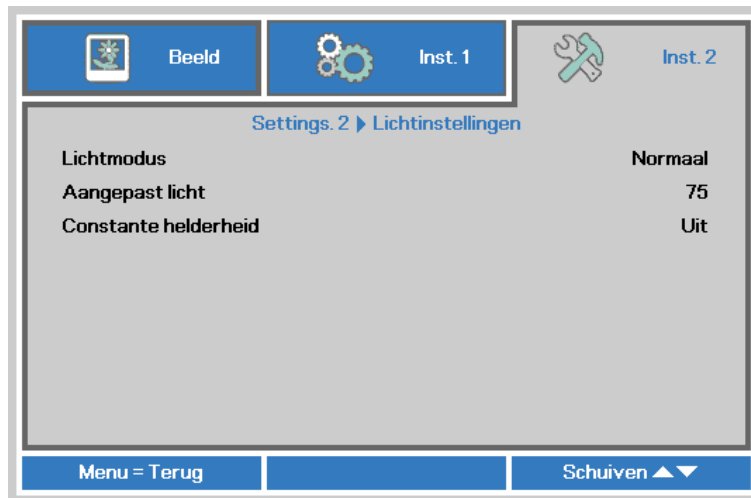 Beeld
Inst. 1
Inst. 2
Settings. 2 ▶ Lichtinstellingen
Lichtmodus Normaal
Aangepast licht 75
Constante helderheid Uit
Menu = Terug
Schuiven ▲▼